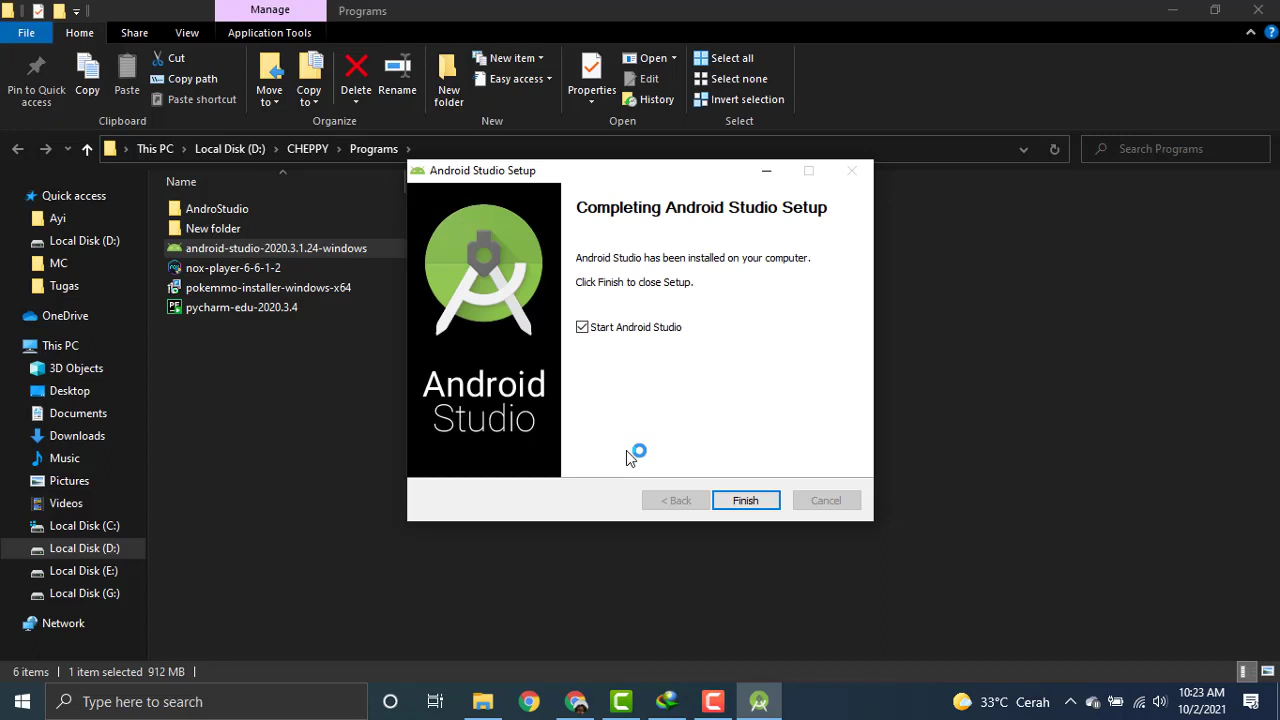 Manage
Programs
File
Home
Share
View
Application Tools
Pin to Quick access
Copy
Paste
Cut
Copy path
Paste shortcut
Clipboard
Move to
Copy to
Delete
Rename
Organize
New folder
New item
Easy access
New
Properties
Open
Edit
History
Open
Select all
Select none
Invert selection
Select
This PC > Local Disk (D:) > CHEPPY > Programs >
Search Programs
Quick access
Ayi
Local Disk (D:)
MC
Tugas
OneDrive
This PC
3D Objects
Desktop
Documents
Downloads
Music
Pictures
Videos
Local Disk (C:)
Local Disk (D:)
Local Disk (E:)
Local Disk (G:)
Network
Name
AndroStudio
New folder
android-studio-2020.3.1.24-windows
nox-player-6-6-1-2
pokemmo-installer-windows-x64
pycharm-edu-2020.3.4
Android Studio Setup
Android
Studio
Completing Android Studio Setup
Android Studio has been installed on your computer.
Click Finish to close Setup.
Start Android Studio
< Back
Finish
Cancel
6 items
1 item selected 912 MB
Type here to search
33°C Cerah
10:23 AM
10/2/2021